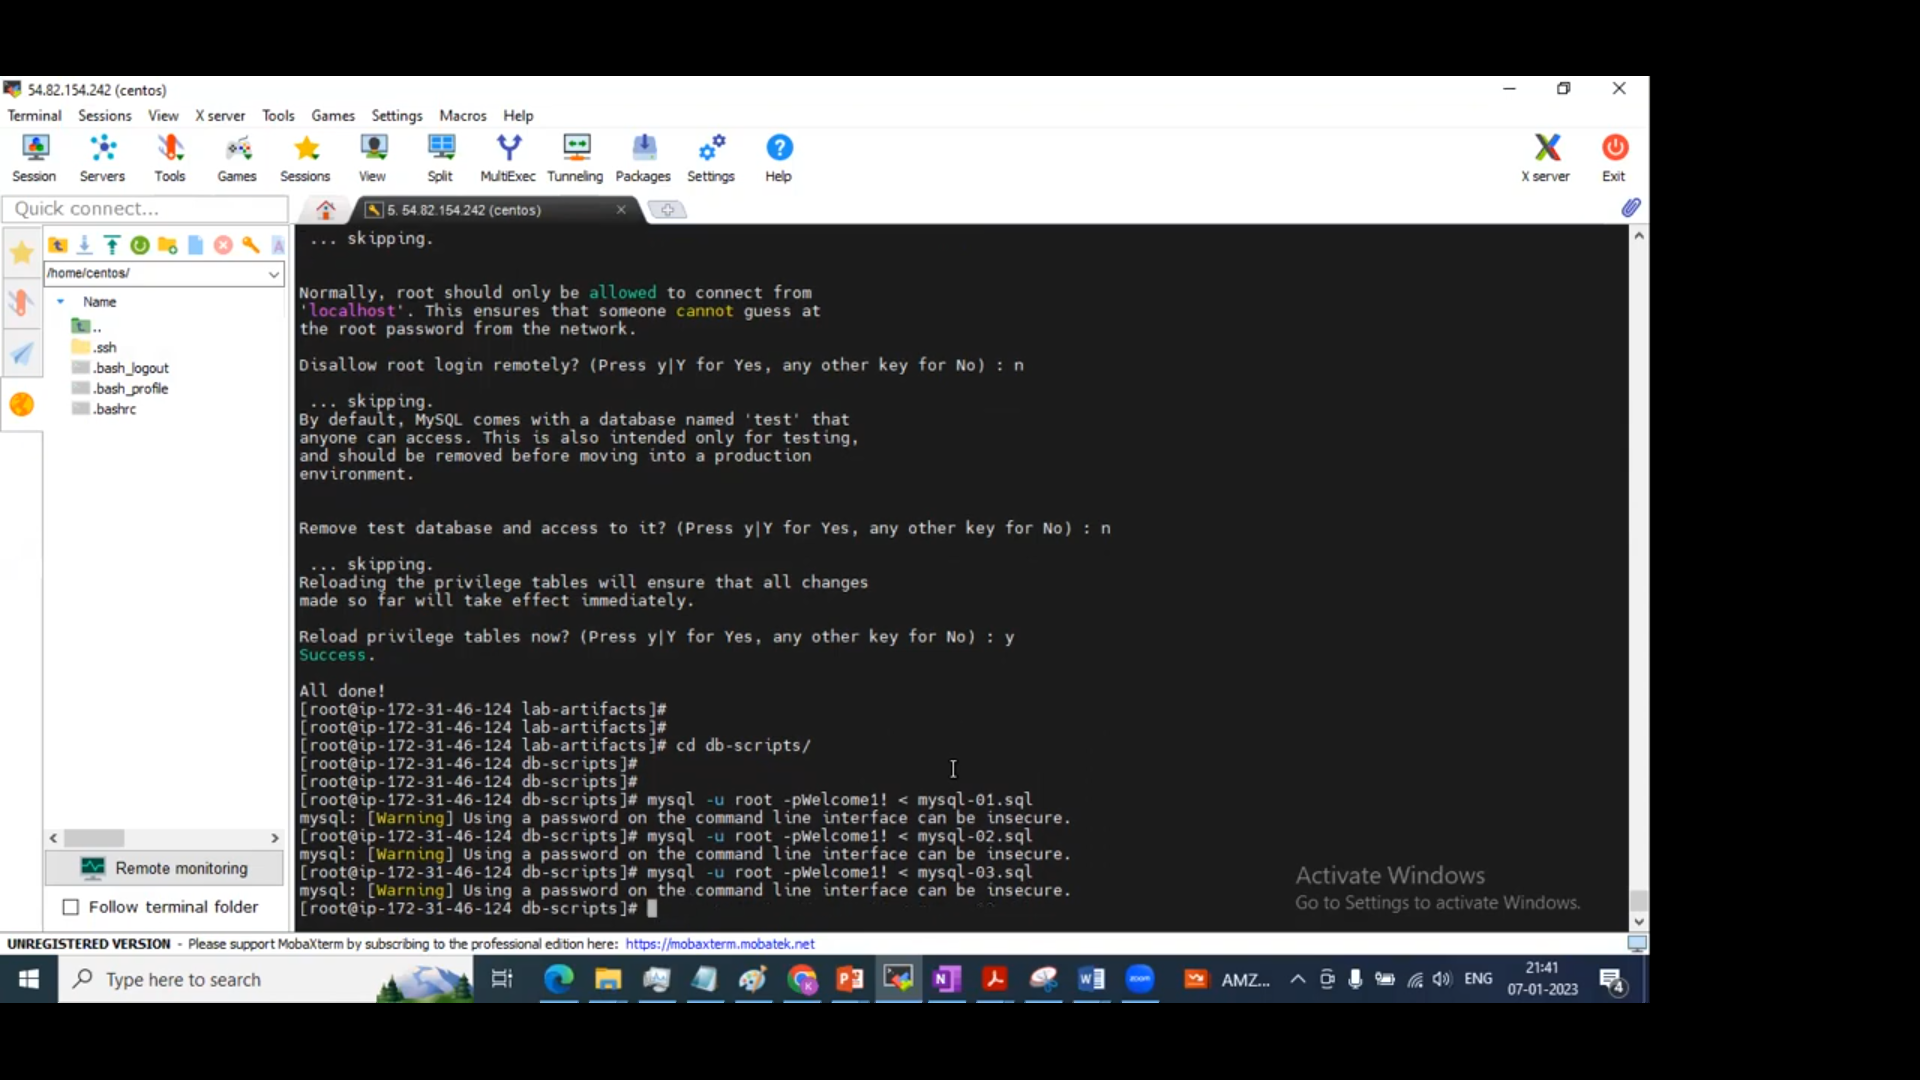 54.82.154.242 (centos)
Terminal Sessions View X server Tools Games Settings Macros Help
Session Servers Tools Games Sessions View Split MultiExec Tunneling Packages Settings Help X server Exit
Quick connect...
5. 54.82.154.242 (centos)
/home/centos/
Name
..
.ssh
.bash_logout
.bash_profile
.bashrc
... skipping.
Normally, root should only be allowed to connect from
'localhost'. This ensures that someone cannot guess at
the root password from the network.
Disallow root login remotely? (Press y|Y for Yes, any other key for No) : n
... skipping.
By default, MySQL comes with a database named 'test' that
anyone can access. This is also intended only for testing,
and should be removed before moving into a production
environment.
Remove test database and access to it? (Press y|Y for Yes, any other key for No) : n
... skipping.
Reloading the privilege tables will ensure that all changes
made so far will take effect immediately.
Reload privilege tables now? (Press y|Y for Yes, any other key for No) : y
Success.
All done!
[root@ip-172-31-46-124 lab-artifacts]#
[root@ip-172-31-46-124 lab-artifacts]#
[root@ip-172-31-46-124 lab-artifacts]# cd db-scripts/
[root@ip-172-31-46-124 db-scripts]#
[root@ip-172-31-46-124 db-scripts]#
[root@ip-172-31-46-124 db-scripts]# mysql -u root -pWelcome1! < mysql-01.sql
mysql: [Warning] Using a password on the command line interface can be insecure.
[root@ip-172-31-46-124 db-scripts]# mysql -u root -pWelcome1! < mysql-02.sql
mysql: [Warning] Using a password on the command line interface can be insecure.
[root@ip-172-31-46-124 db-scripts]# mysql -u root -pWelcome1! < mysql-03.sql
mysql: [Warning] Using a password on the command line interface can be insecure.
[root@ip-172-31-46-124 db-scripts]#
Remote monitoring
Follow terminal folder
Activate Windows
Go to Settings to activate Windows.
UNREGISTERED VERSION - Please support MobaXterm by subscribing to the professional edition here: https://mobaxterm.mobatek.net
Type here to search
zoom
AMZ...
ENG
21:41
07-01-2023
4